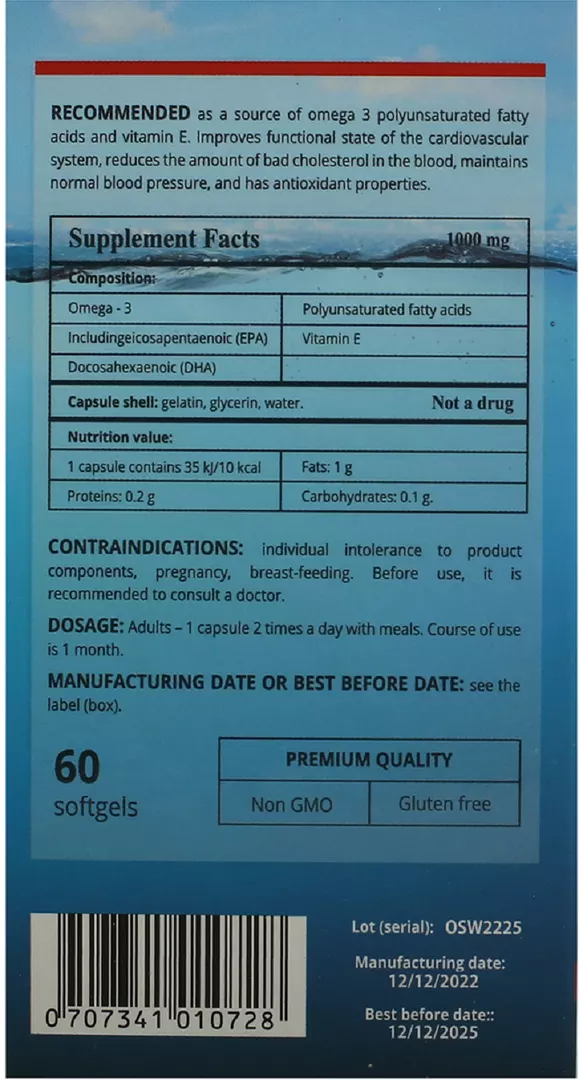 RECOMMENDED as a source of omega 3 polyunsaturated fatty
acids and vitamin E. Improves functional state of the cardiovascular
system, reduces the amount of bad cholesterol in the blood, maintains
normal blood pressure, and has antioxidant properties.
Supplement Facts 1000 mg
Composition:
Omega - 3 Polyunsaturated fatty acids
Includingeicosapentaenoic (EPA) Vitamin E
Docosahexaenoic (DHA)
Capsule shell: gelatin, glycerin, water. Not a drug
Nutrition value:
1 capsule contains 35 kJ/10 kcal Fats: 1 g
Proteins: 0.2 g Carbohydrates: 0.1 g.
CONTRAINDICATIONS: individual intolerance to product
components, pregnancy, breast-feeding. Before use, it is
recommended to consult a doctor.
DOSAGE: Adults – 1 capsule 2 times a day with meals. Course of use
is 1 month.
MANUFACTURING DATE OR BEST BEFORE DATE: see the
label (box).
60
softgels
PREMIUM QUALITY
Non GMO Gluten free
Lot (serial): OSW2225
Manufacturing date:
12/12/2022
Best before date::
12/12/2025
0 707341 010728